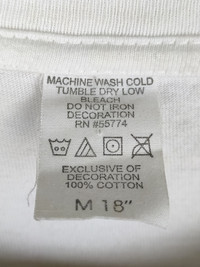 MACHINE WASH COLD
TUMBLE DRY LOW
BLEACH
DO NOT IRON
DECORATION
RN #55774
EXCLUSIVE OF
DECORATION
100% COTTON
M 18"